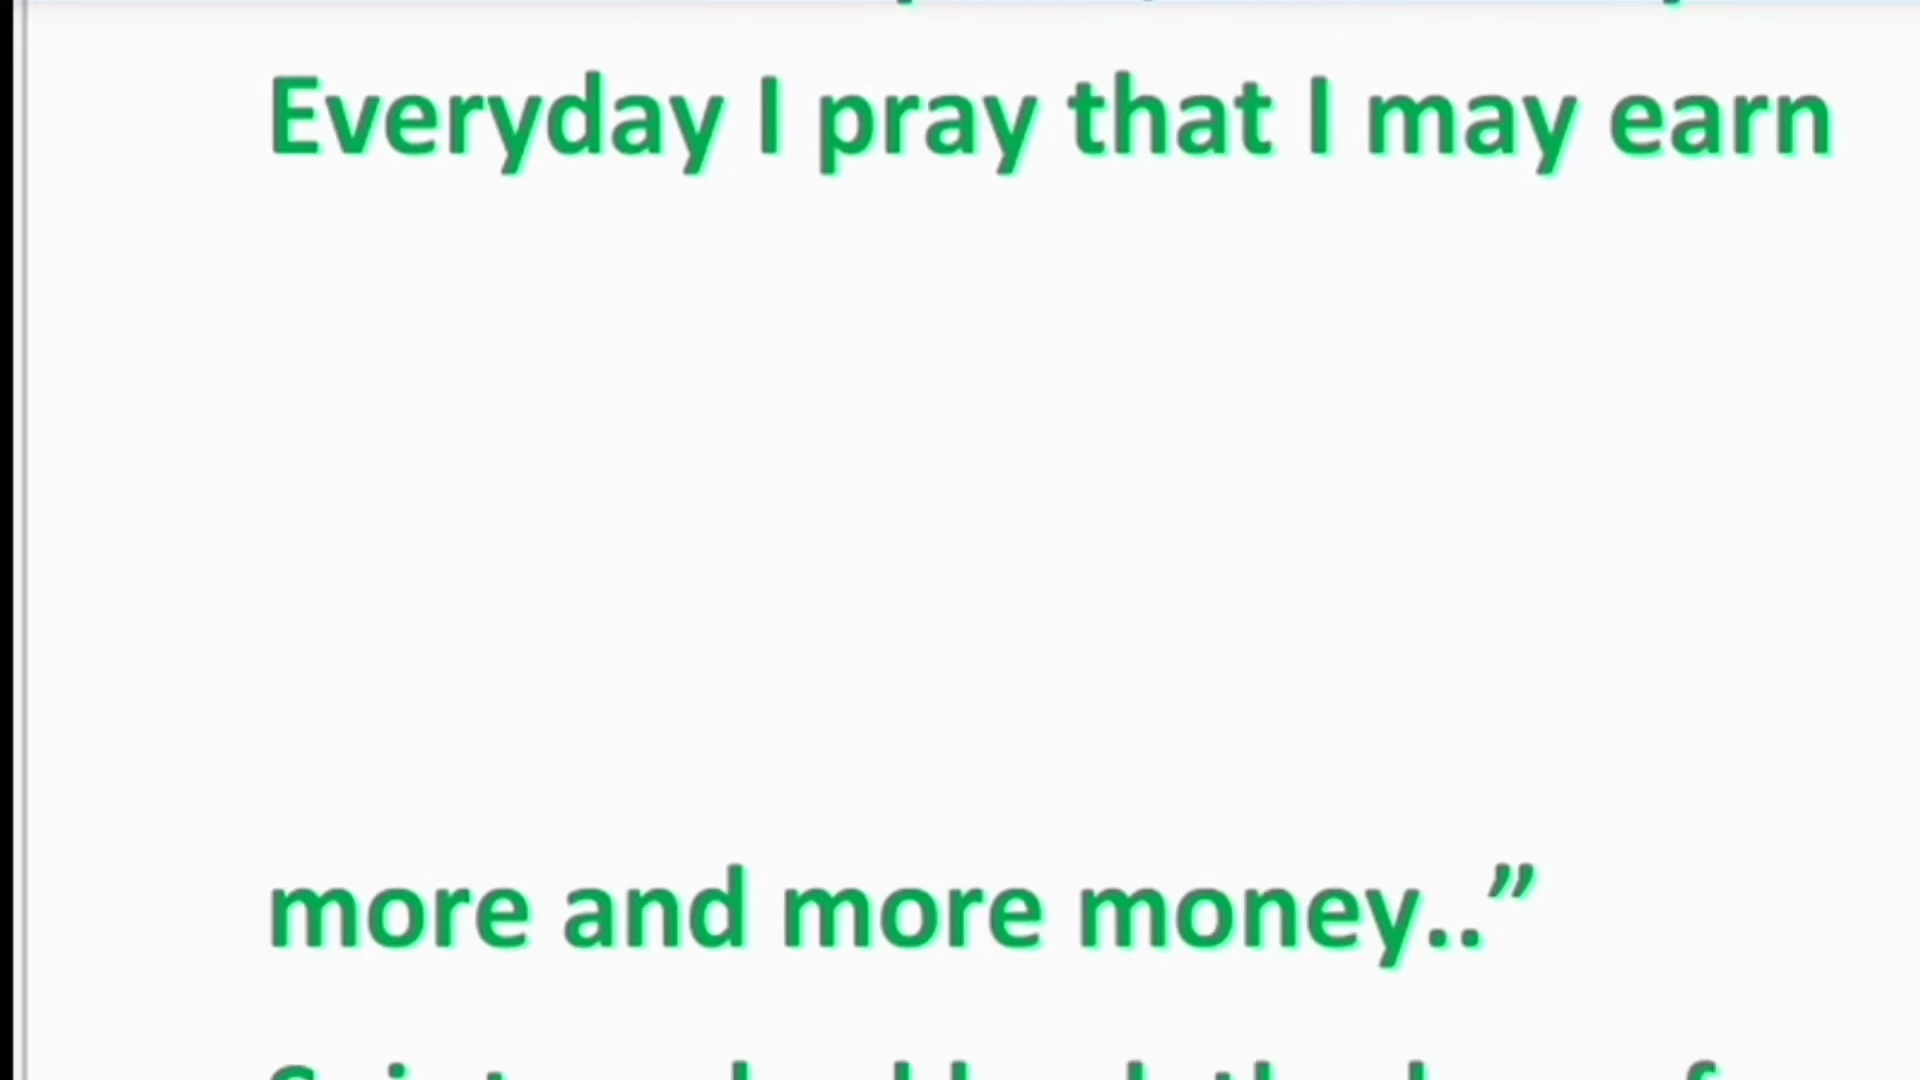 Everyday I pray that I may earn
more and more money..”